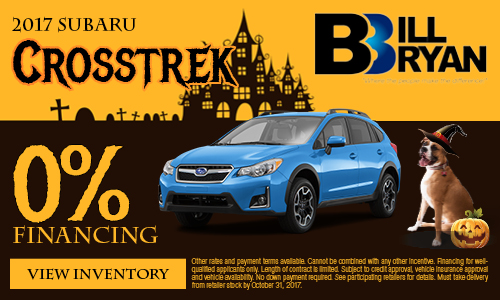 2017 SUBARU
CROSSTREK
BILL
BRYAN
0%
FINANCING
VIEW INVENTORY
Other rates and payment terms available. Cannot be combined with any other incentive. Financing for well-
qualified applicants only. Length of contract is limited. Subject to credit approval, vehicle insurance approval
and vehicle availability. No down payment required. See participating retailers for details. Must take delivery
from retailer stock by October 31, 2017.